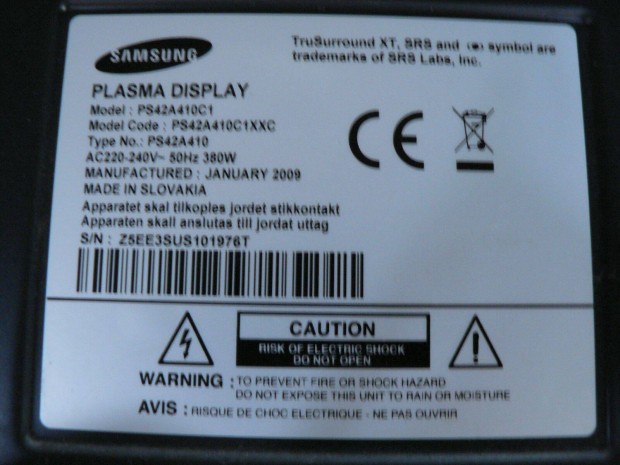 SAMSUNG
TruSurround XT, SRS and (●) symbol are
trademarks of SRS Labs, Inc.
PLASMA DISPLAY
Model : PS42A410C1
Model Code : PS42A410C1XXC
Type No.: PS42A410
AC220-240V~ 50Hz 380W
MANUFACTURED : JANUARY 2009
MADE IN SLOVAKIA
Apparatet skal tilkoples jordet stikkontakt
Apparaten skall anslutas till jordat uttag
S/N : Z5EE3SUS101976T
CE
CAUTION
RISK OF ELECTRIC SHOCK
DO NOT OPEN
WARNING : TO PREVENT FIRE OR SHOCK HAZARD
DO NOT EXPOSE THIS UNIT TO RAIN OR MOISTURE
AVIS : RISQUE DE CHOC ELECTRIQUE - NE PAS OUVRIR